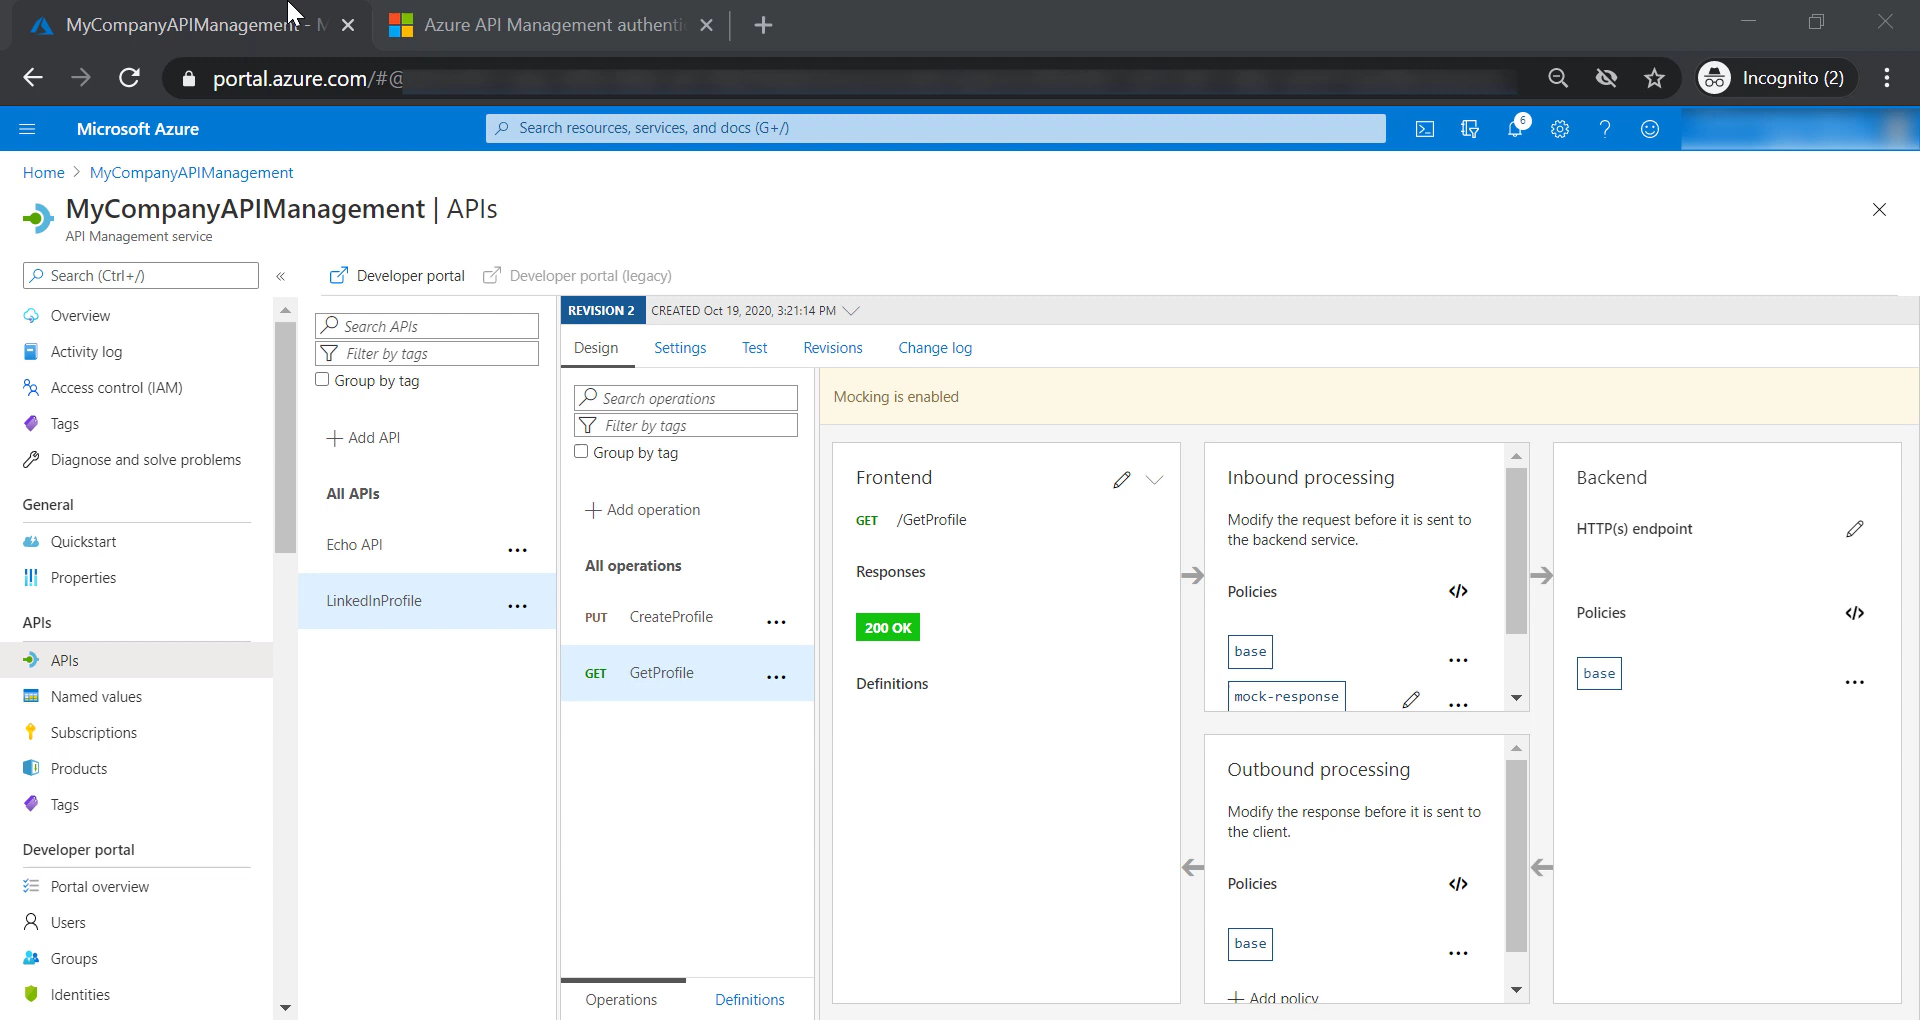 MyCompanyAPIManagement - M
Azure API Management authenti
portal.azure.com/#@
Incognito (2)
Microsoft Azure
Search resources, services, and docs (G+/)
6
Home > MyCompanyAPIManagement
MyCompanyAPIManagement | APIs
API Management service
Search (Ctrl+/)
«
Developer portal
Developer portal (legacy)
Overview
Activity log
Access control (IAM)
Tags
Diagnose and solve problems
General
Quickstart
Properties
APIs
APIs
Named values
Subscriptions
Products
Tags
Developer portal
Portal overview
Users
Groups
Identities
Search APIs
Filter by tags
Group by tag
+ Add API
All APIs
Echo API ...
LinkedInProfile ...
REVISION 2 CREATED Oct 19, 2020, 3:21:14 PM
Design Settings Test Revisions Change log
Search operations
Filter by tags
Group by tag
+ Add operation
All operations
PUT CreateProfile ...
GET GetProfile ...
Operations Definitions
Mocking is enabled
Frontend
GET /GetProfile
Responses
200 OK
Definitions
Inbound processing
Modify the request before it is sent to
the backend service.
Policies </>
base ...
mock-response ...
Outbound processing
Modify the response before it is sent to
the client.
Policies </>
base ...
+ Add policy
Backend
HTTP(s) endpoint
Policies </>
base ...